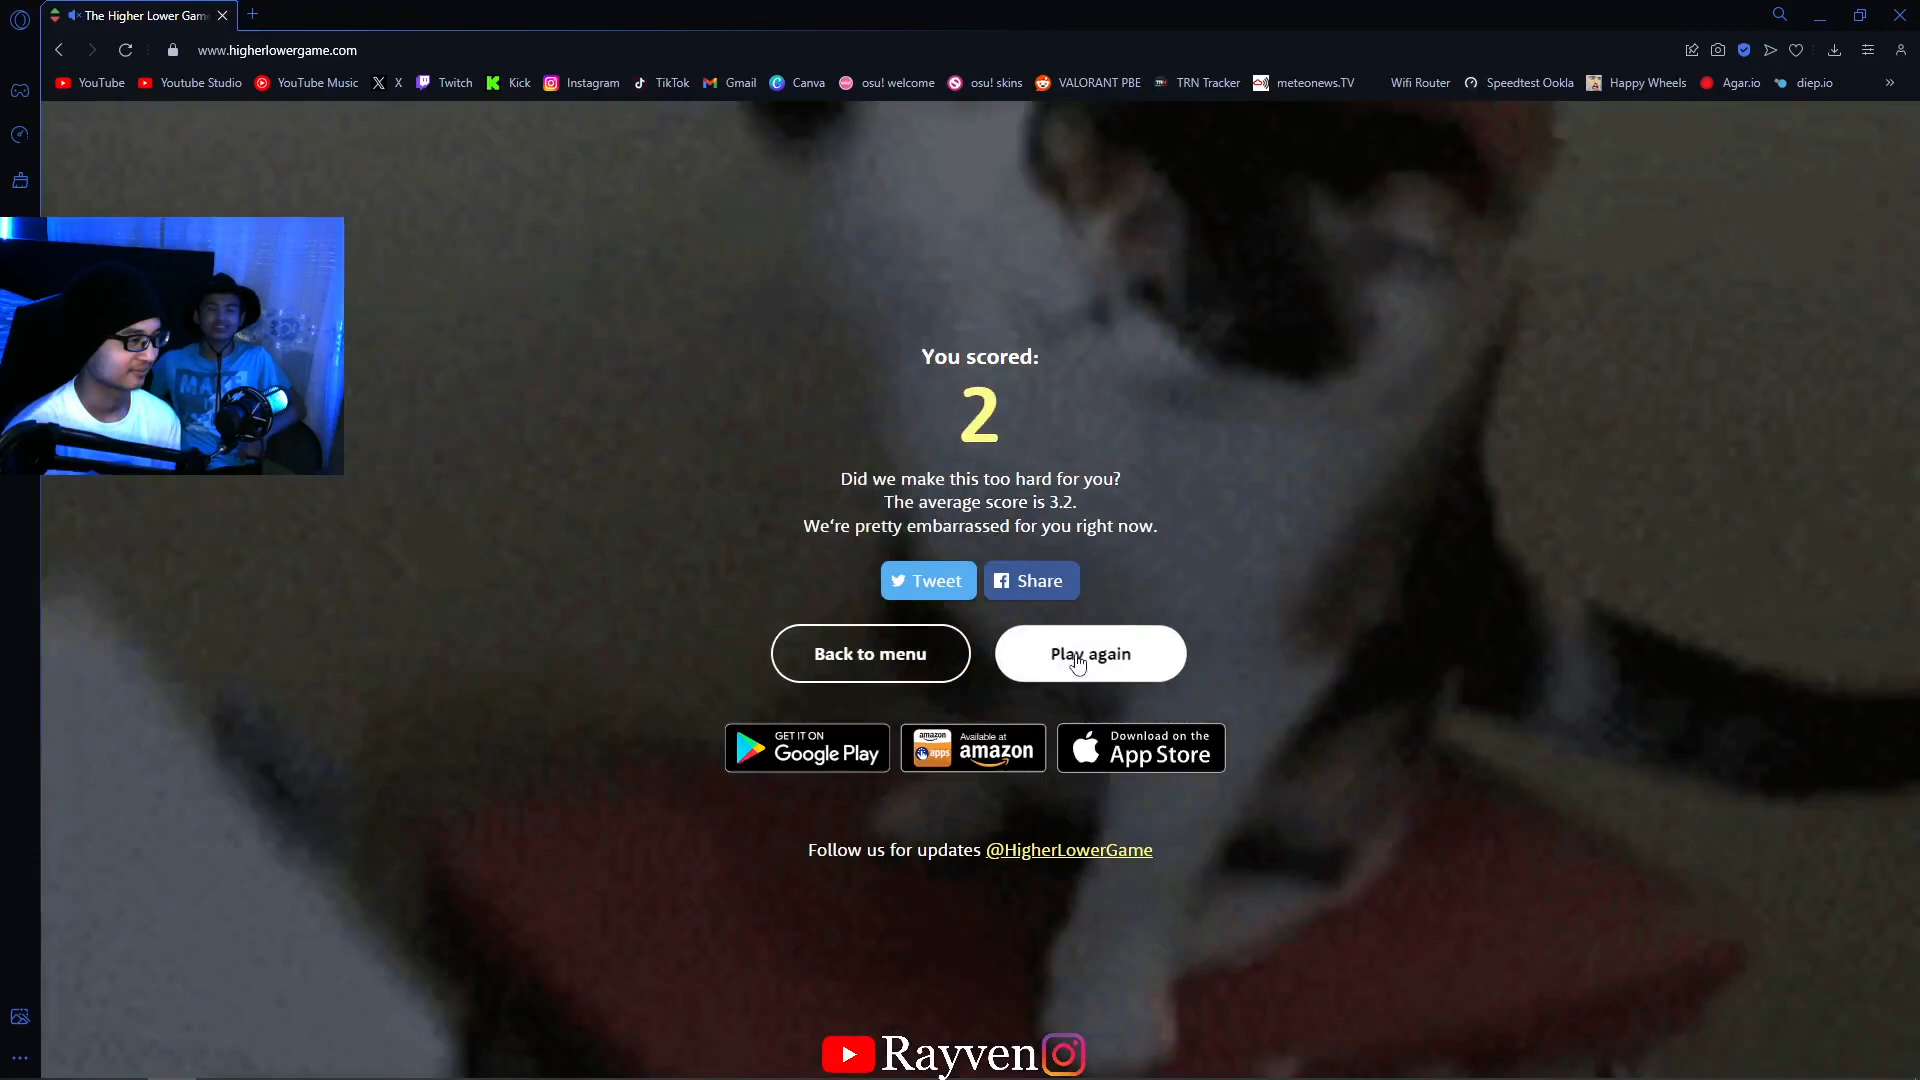 The Higher Lower Gam
www.higherlowergame.com
YouTube
Youtube Studio
YouTube Music
X
Twitch
Kick
Instagram
TikTok
Gmail
Canva
osu! welcome
osu! skins
VALORANT PBE
TRN Tracker
meteonews.TV
Wifi Router
Speedtest Ookla
Happy Wheels
Agar.io
diep.io
MAKE
You scored:
2
Did we make this too hard for you?
The average score is 3.2.
We're pretty embarrassed for you right now.
Tweet
Share
Back to menu
Play again
GET IT ON
Google Play
amazon
apps
Available at
amazon
Download on the
App Store
Follow us for updates @HigherLowerGame
Rayven